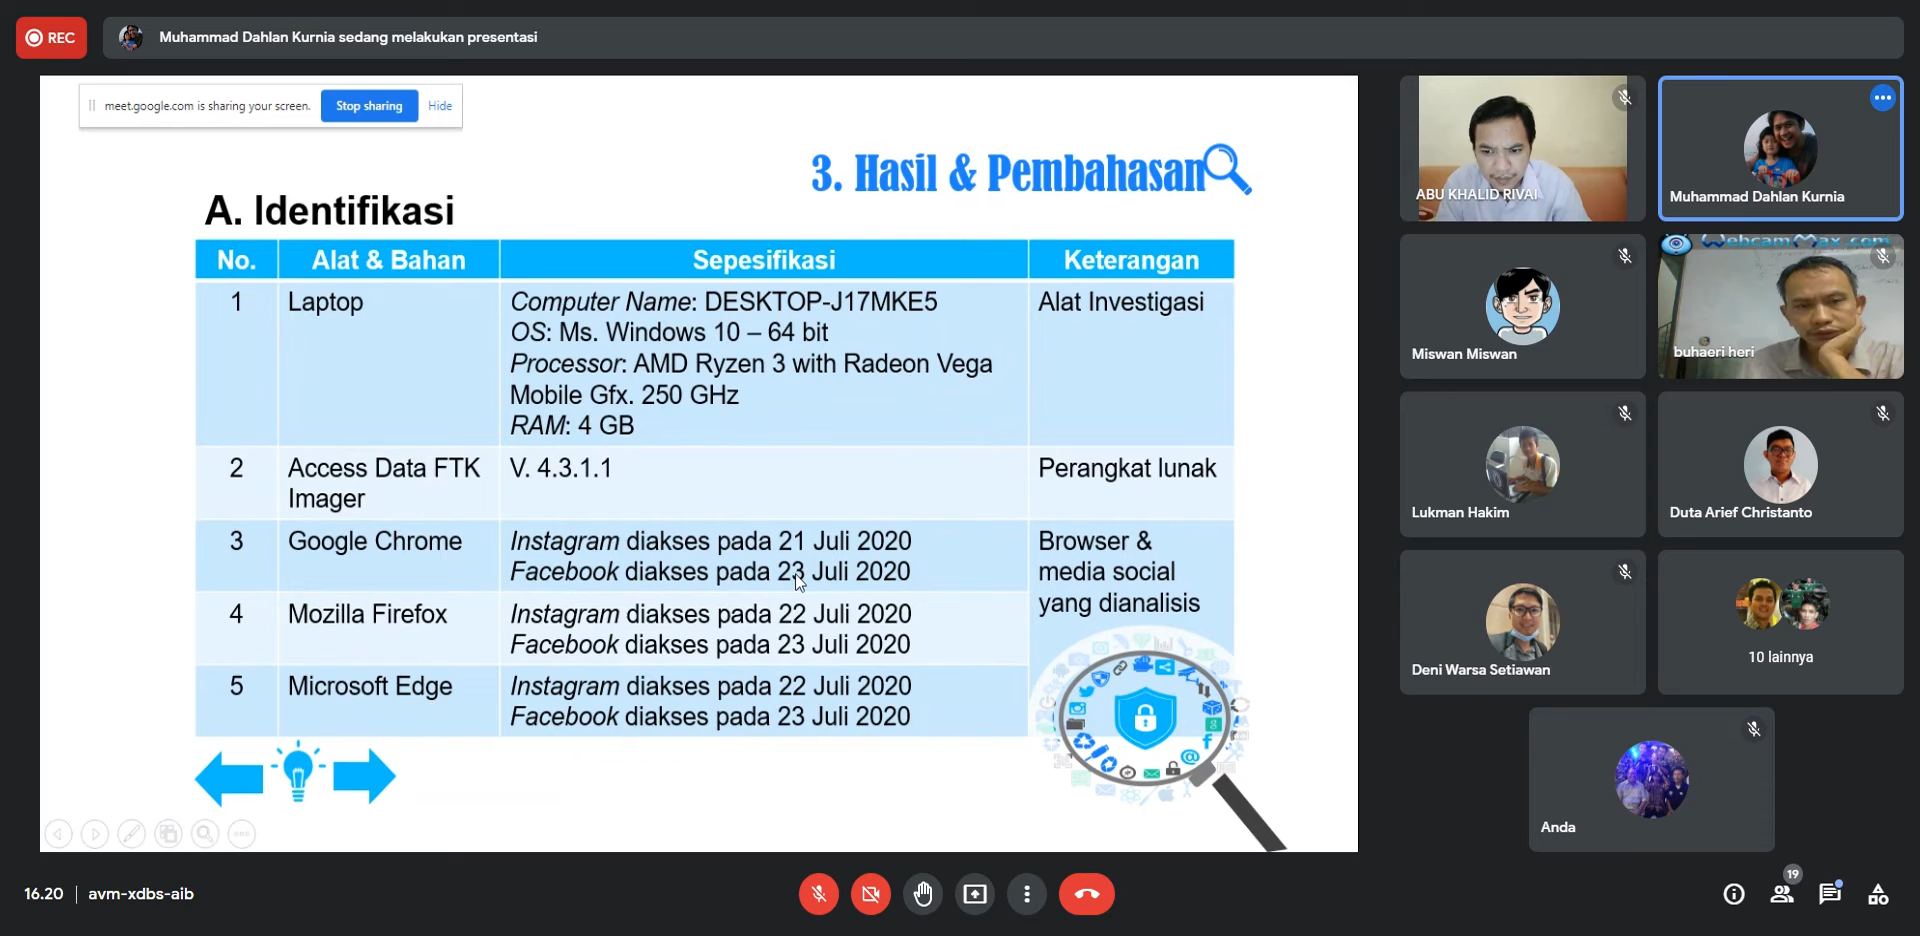 REC
Muhammad Dahlan Kurnia sedang melakukan presentasi
meet.google.com is sharing your screen.
Stop sharing
Hide
3. Hasil & Pembahasan
A. Identifikasi
No.
Alat & Bahan
Sepesifikasi
Keterangan
1
Laptop
Computer Name: DESKTOP-J17MKE5
OS: Ms. Windows 10 – 64 bit
Processor: AMD Ryzen 3 with Radeon Vega
Mobile Gfx. 250 GHz
RAM: 4 GB
Alat Investigasi
2
Access Data FTK
Imager
V. 4.3.1.1
Perangkat lunak
3
Google Chrome
Instagram diakses pada 21 Juli 2020
Facebook diakses pada 23 Juli 2020
Browser &
media social
yang dianalisis
4
Mozilla Firefox
Instagram diakses pada 22 Juli 2020
Facebook diakses pada 23 Juli 2020
5
Microsoft Edge
Instagram diakses pada 22 Juli 2020
Facebook diakses pada 23 Juli 2020
ABU KHALID RIVAI
Muhammad Dahlan Kurnia
Miswan Miswan
WebcamMax.com
buhaeri heri
Lukman Hakim
Duta Arief Christanto
Deni Warsa Setiawan
10 lainnya
Anda
16.20
avm-xdbs-aib
19